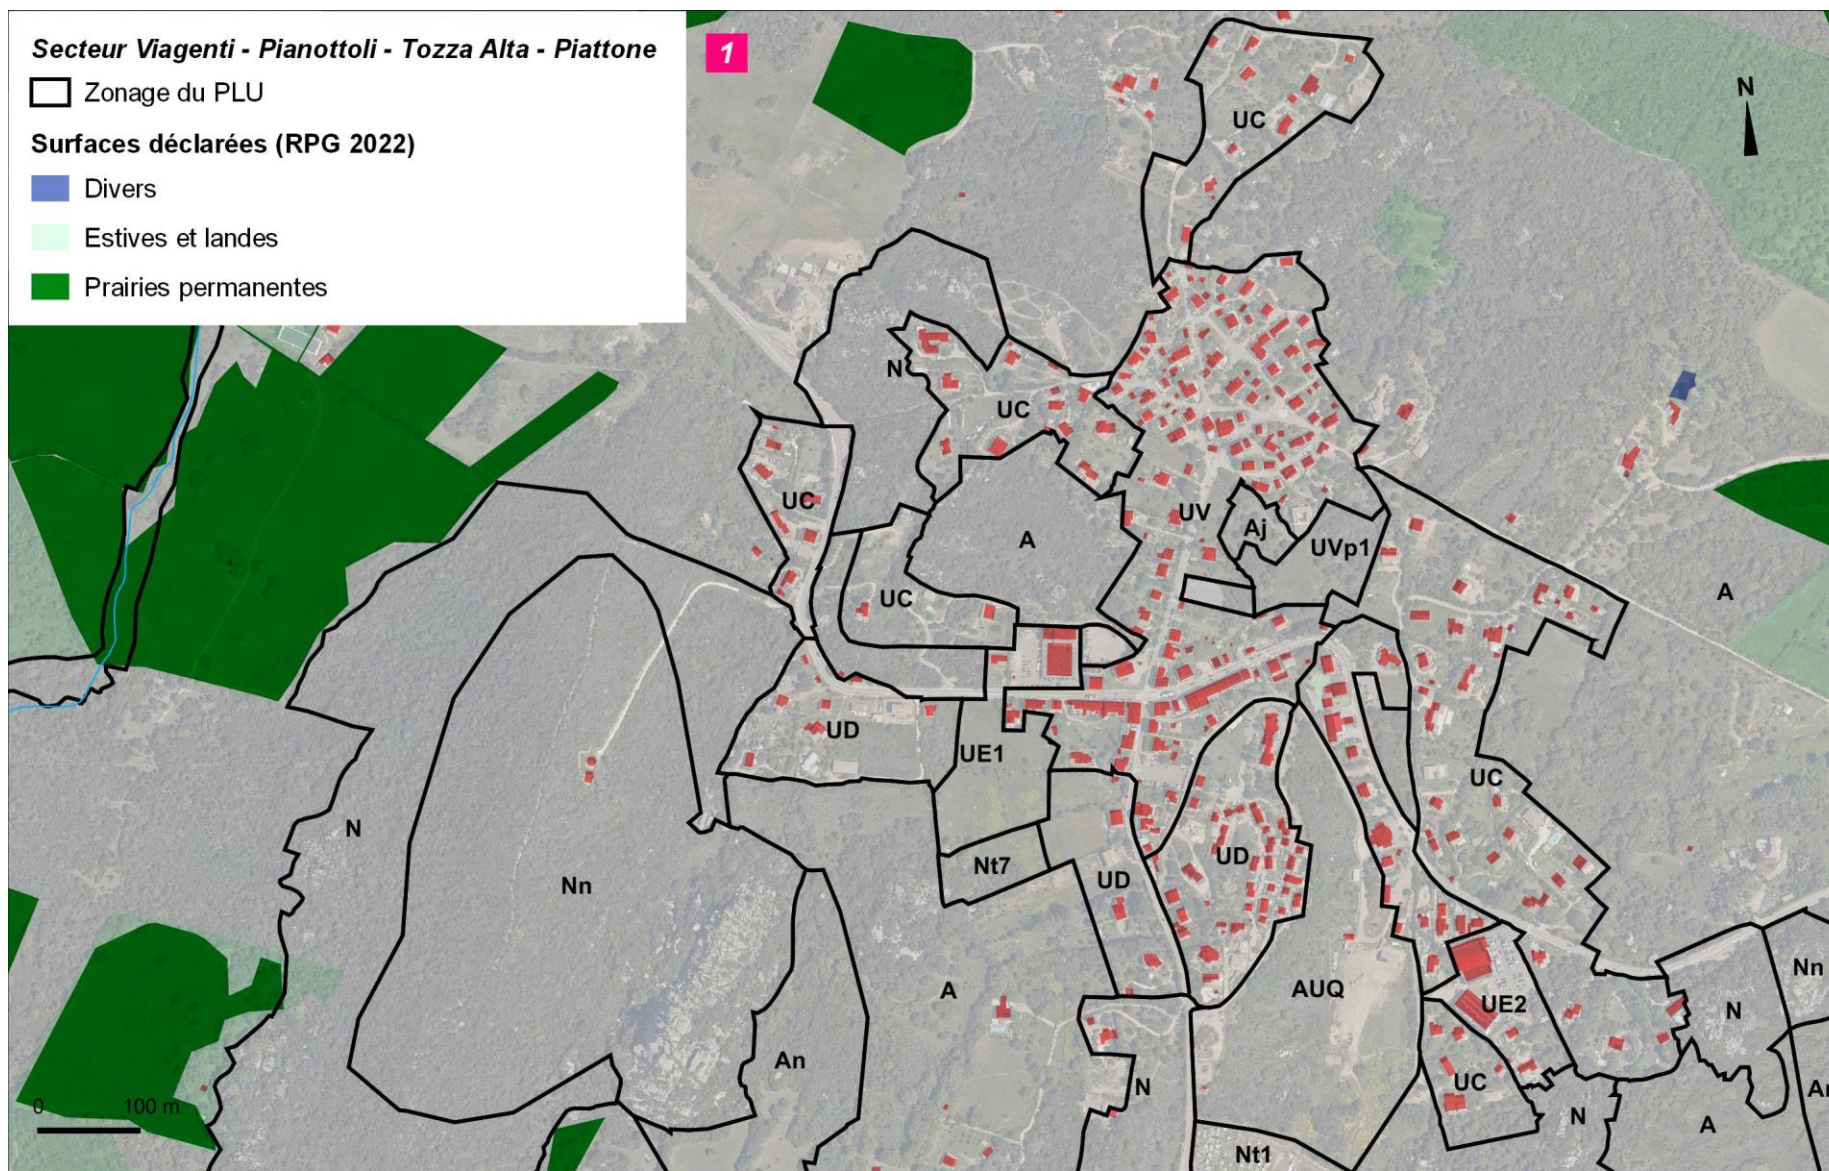 Secteur Viagenti - Pianottoli - Tozza Alta - Piattone
Zonage du PLU
Surfaces déclarées (RPG 2022)
Divers
Estives et landes
Prairies permanentes
1
N
UC
N
UC
UC
UV
Aj
UVp1
A
UC
A
UD
UE1
UC
N
Nn
Nt7
UD
UD
A
AUQ
Nn
N
UE2
An
N
UC
N
A
Nt1
0 100 m